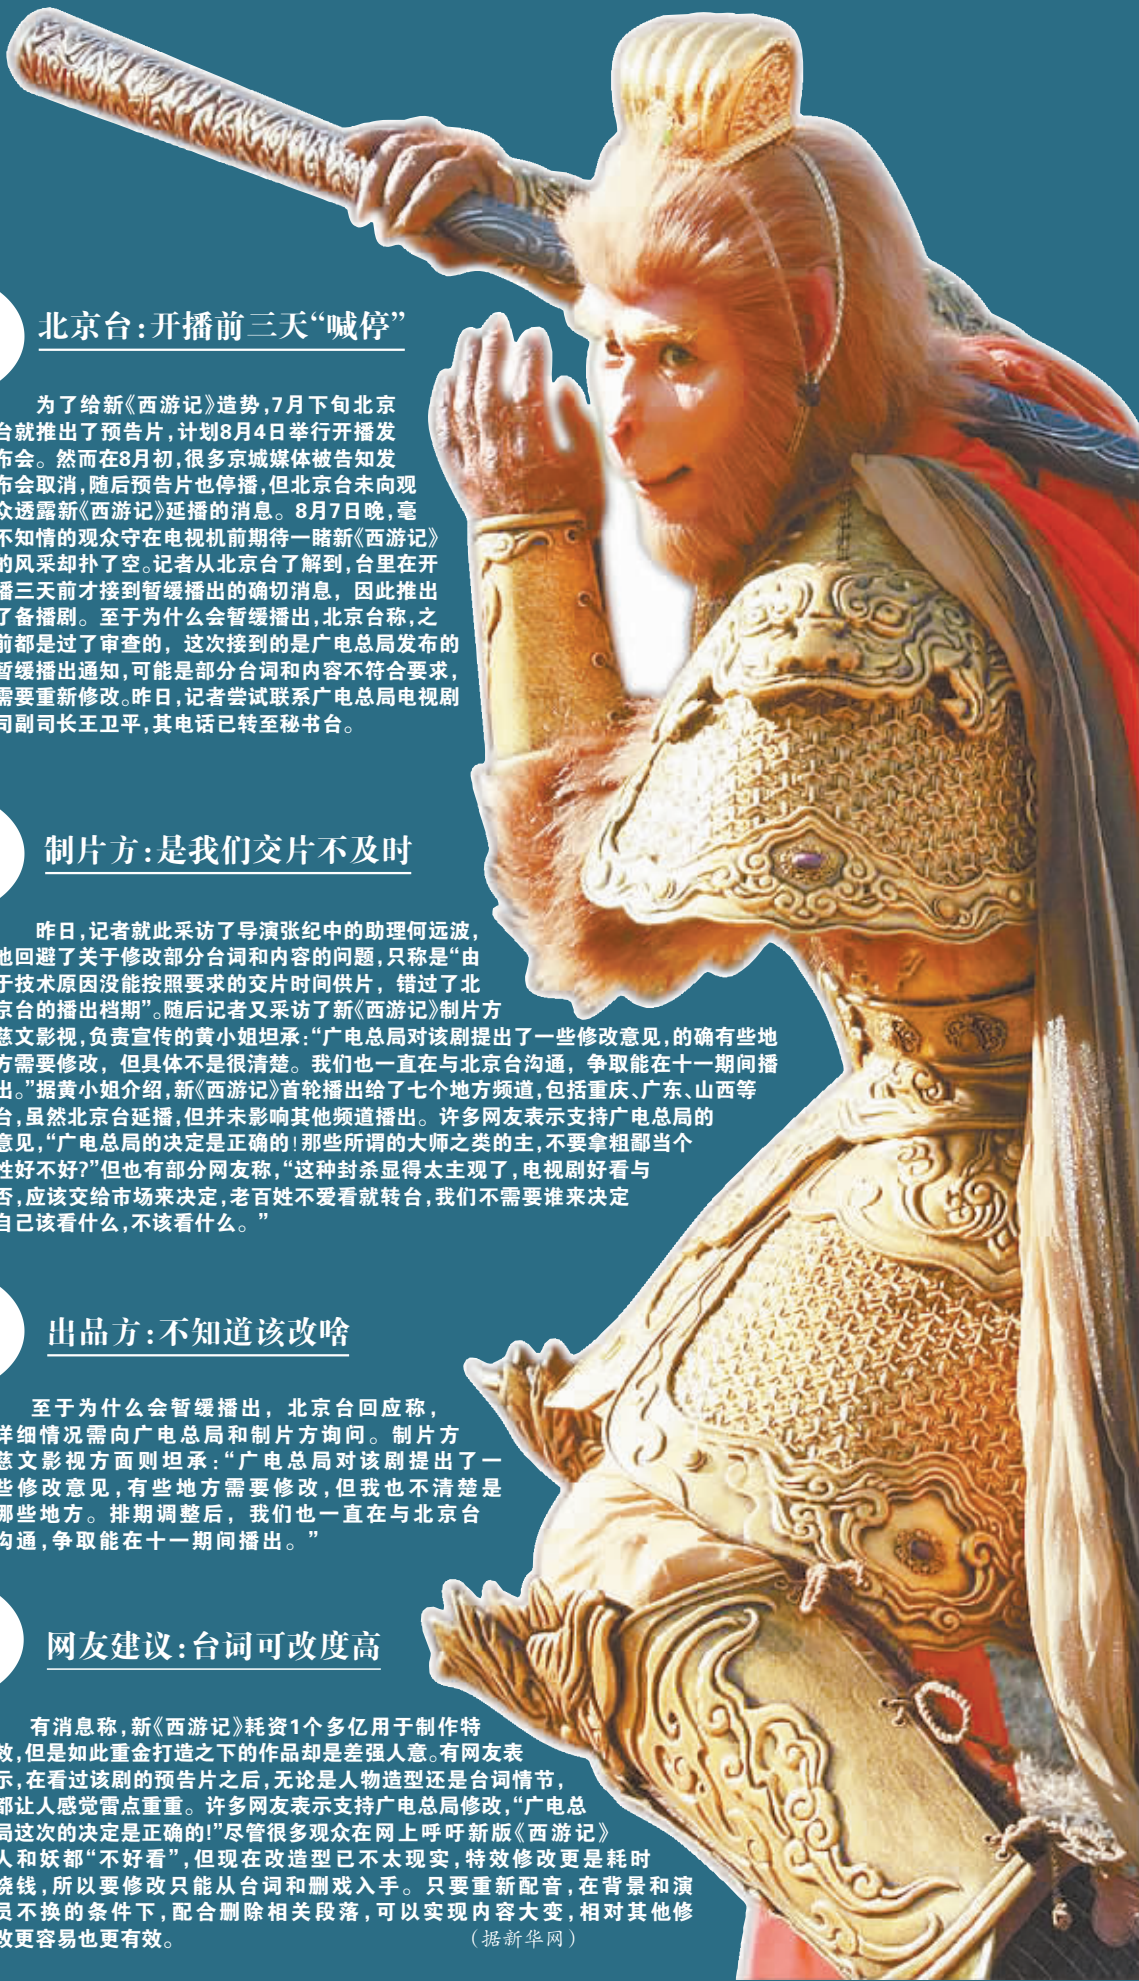 北京台：开播前三天“喊停”
为了给新《西游记》造势，7月下旬北京
台就推出了预告片，计划8月4日举行开播发
布会。然而在8月初，很多京城媒体被告知发
布会取消，随后预告片也停播，但北京台未向观
众透露新《西游记》延播的消息。8月7日晚，毫
不知情的观众守在电视机前期待一睹新《西游记》
的风采却扑了空。记者从北京台了解到，台里在开
播三天前才接到暂缓播出的确切消息，因此推出
了备播剧。至于为什么会暂缓播出，北京台称，之
前都是过了审查的，这次接到的是广电总局发布的
暂缓播出通知，可能是部分台词和内容不符合要求，
需要重新修改。昨日，记者尝试联系广电总局电视剧
司副司长王卫平，其电话已转至秘书台。
制片方：是我们交片不及时
昨日，记者就此采访了导演张纪中的助理何远波，
他回避了关于修改部分台词和内容的问题，只称是“由
于技术原因没能按照要求的交片时间供片，错过了北
京台的播出档期”。随后记者又采访了新《西游记》制片方
慈文影视，负责宣传的黄小姐坦承：“广电总局对该剧提出了一些修改意见，的确有些地
方需要修改，但具体不是很清楚。我们也一直在与北京台沟通，争取能在十一期间播
出。”据黄小姐介绍，新《西游记》首轮播出给了七个地方频道，包括重庆、广东、山西等
台，虽然北京台延播，但并未影响其他频道播出。许多网友表示支持广电总局的
意见，“广电总局的决定是正确的！那些所谓的大师之类的主，不要拿粗鄙当个
性好不好？”但也有部分网友称，“这种封杀显得太主观了，电视剧好看与
否，应该交给市场来决定，老百姓不爱看就转台，我们不需要谁来决定
自己该看什么，不该看什么。”
出品方：不知道该改啥
至于为什么会暂缓播出，北京台回应称，
详细情况需向广电总局和制片方询问。制片方
慈文影视方面则坦承：“广电总局对该剧提出了一
些修改意见，有些地方需要修改，但我也不清楚是
哪些地方。排期调整后，我们也一直在与北京台
沟通，争取能在十一期间播出。”
网友建议：台词可改度高
有消息称，新《西游记》耗资1个多亿用于制作特
效，但是如此重金打造之下的作品却是差强人意。有网友表
示，在看过该剧的预告片之后，无论是人物造型还是台词情节，
都让人感觉雷点重重。许多网友表示支持广电总局修改，“广电总
局这次的决定是正确的！”尽管很多观众在网上呼吁新版《西游记》
人和妖都“不好看”，但现在改造型已不太现实，特效修改更是耗时
烧钱，所以要修改只能从台词和删戏入手。只要重新配音，在背景和演
员不换的条件下，配合删除相关段落，可以实现内容大变，相对其他修
改更容易也更有效。（据新华网）